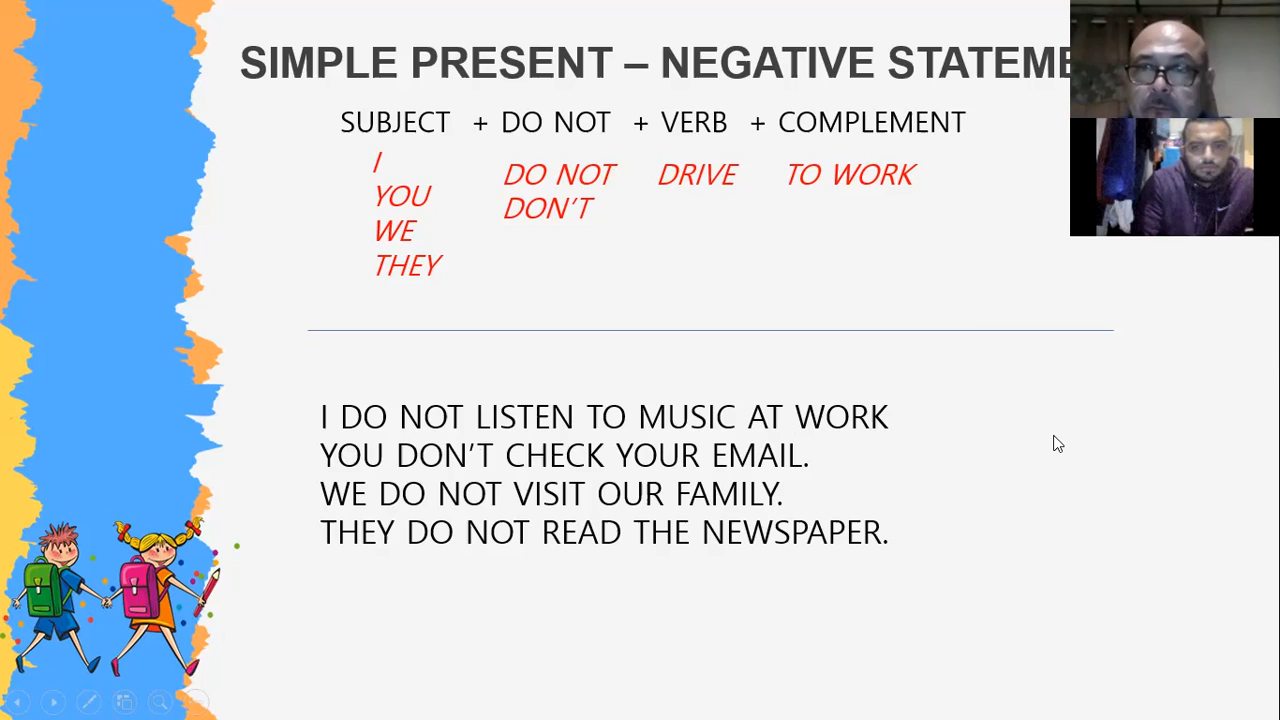 SIMPLE PRESENT – NEGATIVE STATEME
SUBJECT + DO NOT + VERB + COMPLEMENT
I
YOU
WE
THEY
DO NOT
DON’T
DRIVE
TO WORK
I DO NOT LISTEN TO MUSIC AT WORK
YOU DON’T CHECK YOUR EMAIL.
WE DO NOT VISIT OUR FAMILY.
THEY DO NOT READ THE NEWSPAPER.